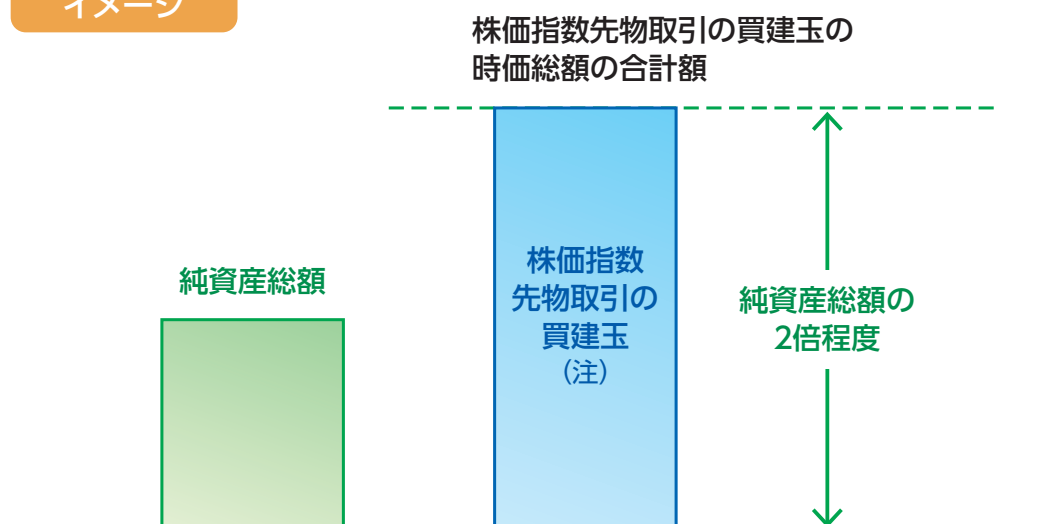 イメージ
株価指数先物取引の買建玉の
時価総額の合計額
純資産総額
株価指数
先物取引の
買建玉
（注）
純資産総額の
2倍程度